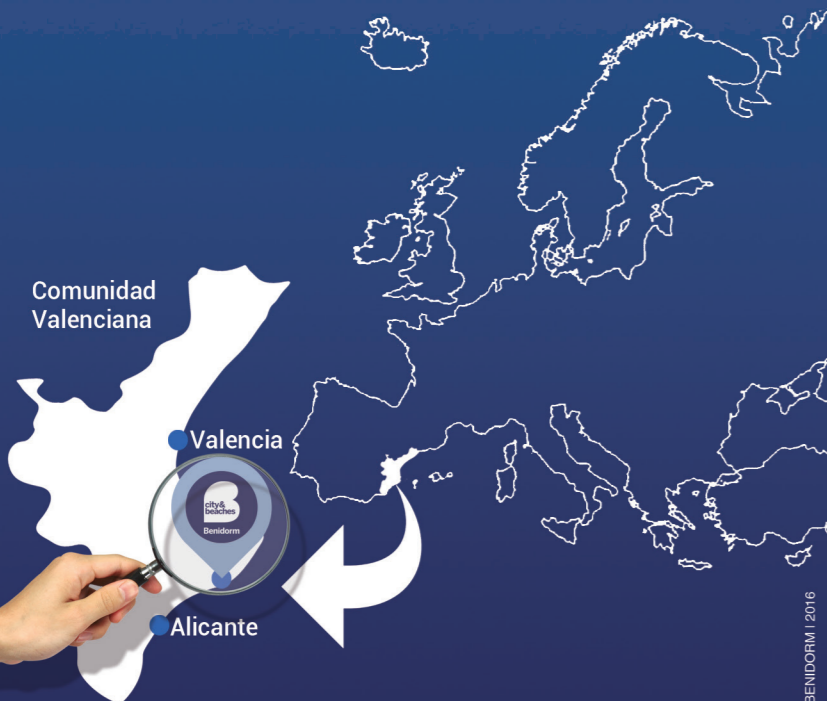 Comunidad
Valenciana
Valencia
city&
beaches
Benidorm
Alicante
BENIDORM | 2016